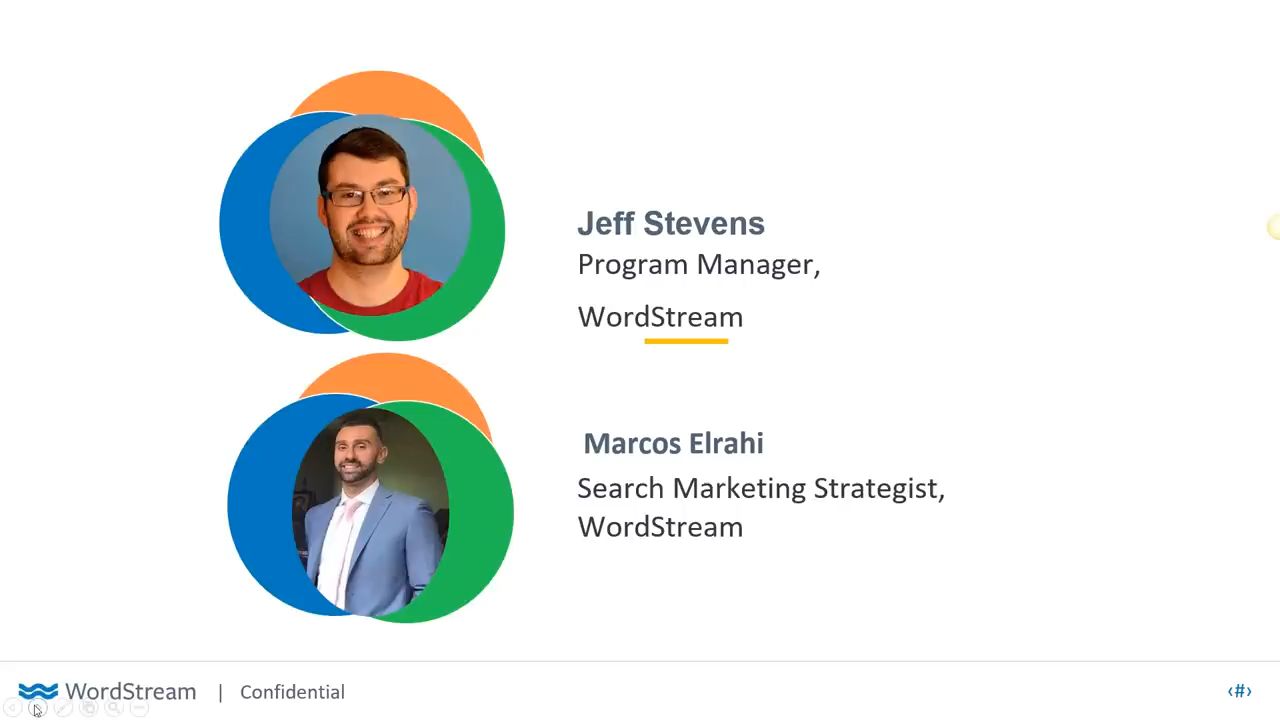 Jeff Stevens
Program Manager,
WordStream
Marcos Elrahi
Search Marketing Strategist,
WordStream
WordStream | Confidential
‹#›